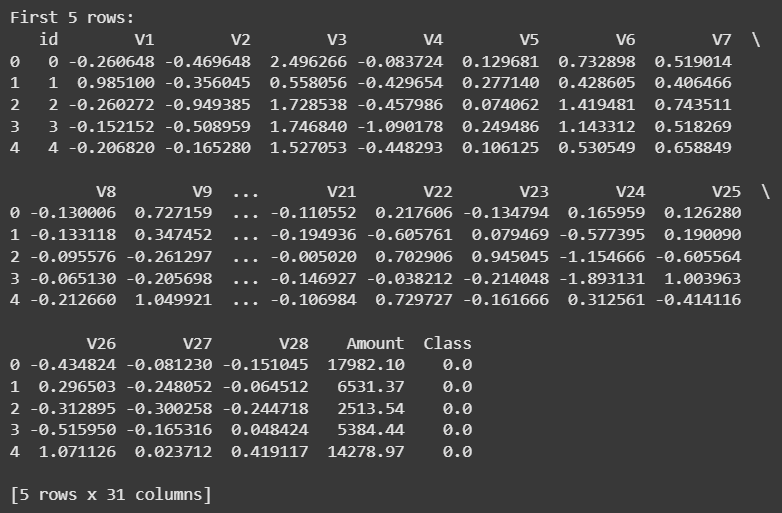 First 5 rows:
   id        V1        V2        V3        V4        V5        V6        V7  \
0   0 -0.260648 -0.469648  2.496266 -0.083724  0.129681  0.732898  0.519014
1   1  0.985100 -0.356045  0.558056 -0.429654  0.277140  0.428605  0.406466
2   2 -0.260272 -0.949385  1.728538 -0.457986  0.074062  1.419481  0.743511
3   3 -0.152152 -0.508959  1.746840 -1.090178  0.249486  1.143312  0.518269
4   4 -0.206820 -0.165280  1.527053 -0.448293  0.106125  0.530549  0.658849

         V8        V9  ...       V21       V22       V23       V24       V25  \
0 -0.130006  0.727159  ... -0.110552  0.217606 -0.134794  0.165959  0.126280
1 -0.133118  0.347452  ... -0.194936 -0.605761  0.079469 -0.577395  0.190090
2 -0.095576 -0.261297  ... -0.005020  0.702906  0.945045 -1.154666 -0.605564
3 -0.065130 -0.205698  ... -0.146927 -0.038212 -0.214048 -1.893131  1.003963
4 -0.212660  1.049921  ... -0.106984  0.729727 -0.161666  0.312561 -0.414116

        V26       V27       V28    Amount  Class
0 -0.434824 -0.081230 -0.151045  17982.10    0.0
1  0.296503 -0.248052 -0.064512   6531.37    0.0
2 -0.312895 -0.300258 -0.244718   2513.54    0.0
3 -0.515950 -0.165316  0.048424   5384.44    0.0
4  1.071126  0.023712  0.419117  14278.97    0.0

[5 rows x 31 columns]